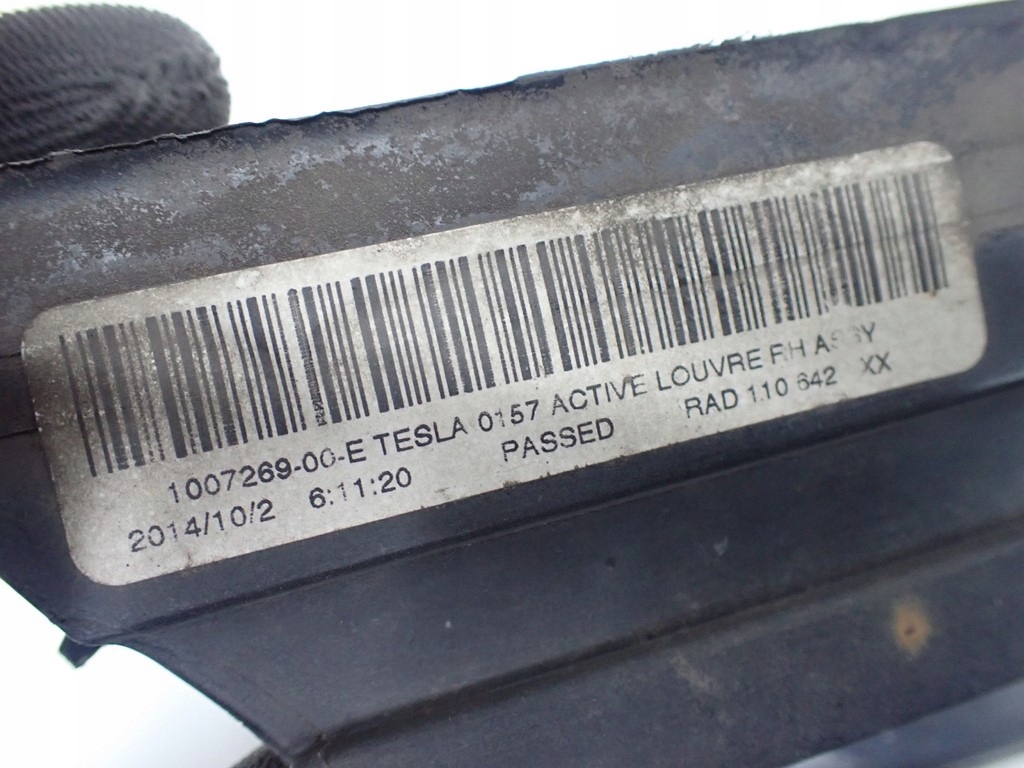 1007269-00-E TESLA 0157 ACTIVE LOUVRE RH ASSY
2014/10/2 6:11:20 PASSED RAD 110 642 XX